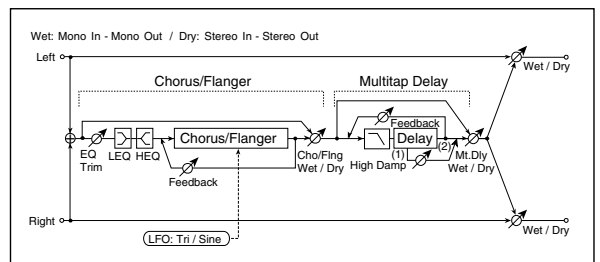 Wet: Mono In - Mono Out / Dry: Stereo In - Stereo Out
Left
Wet / Dry
Chorus/Flanger
Multitap Delay
Feedback
EQ
Trim
LEQ
HEQ
Chorus/Flanger
Cho/Flng
Wet / Dry
High Damp
Delay
(1)
(2)
Mt.Dly
Wet / Dry
Feedback
Right
LFO: Tri / Sine
Wet / Dry